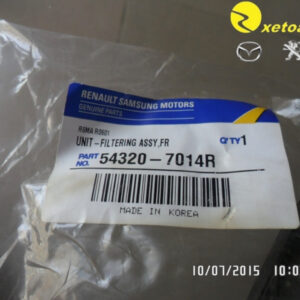 xetoa
RENAULT SAMSUNG MOTORS
GENUINE PARTS
R8MA R0601
UNIT-FILTERING ASSY,FR
Q'TY 1
PART NO. 54320-7014R
MADE IN KOREA
10/07/2015 10:0